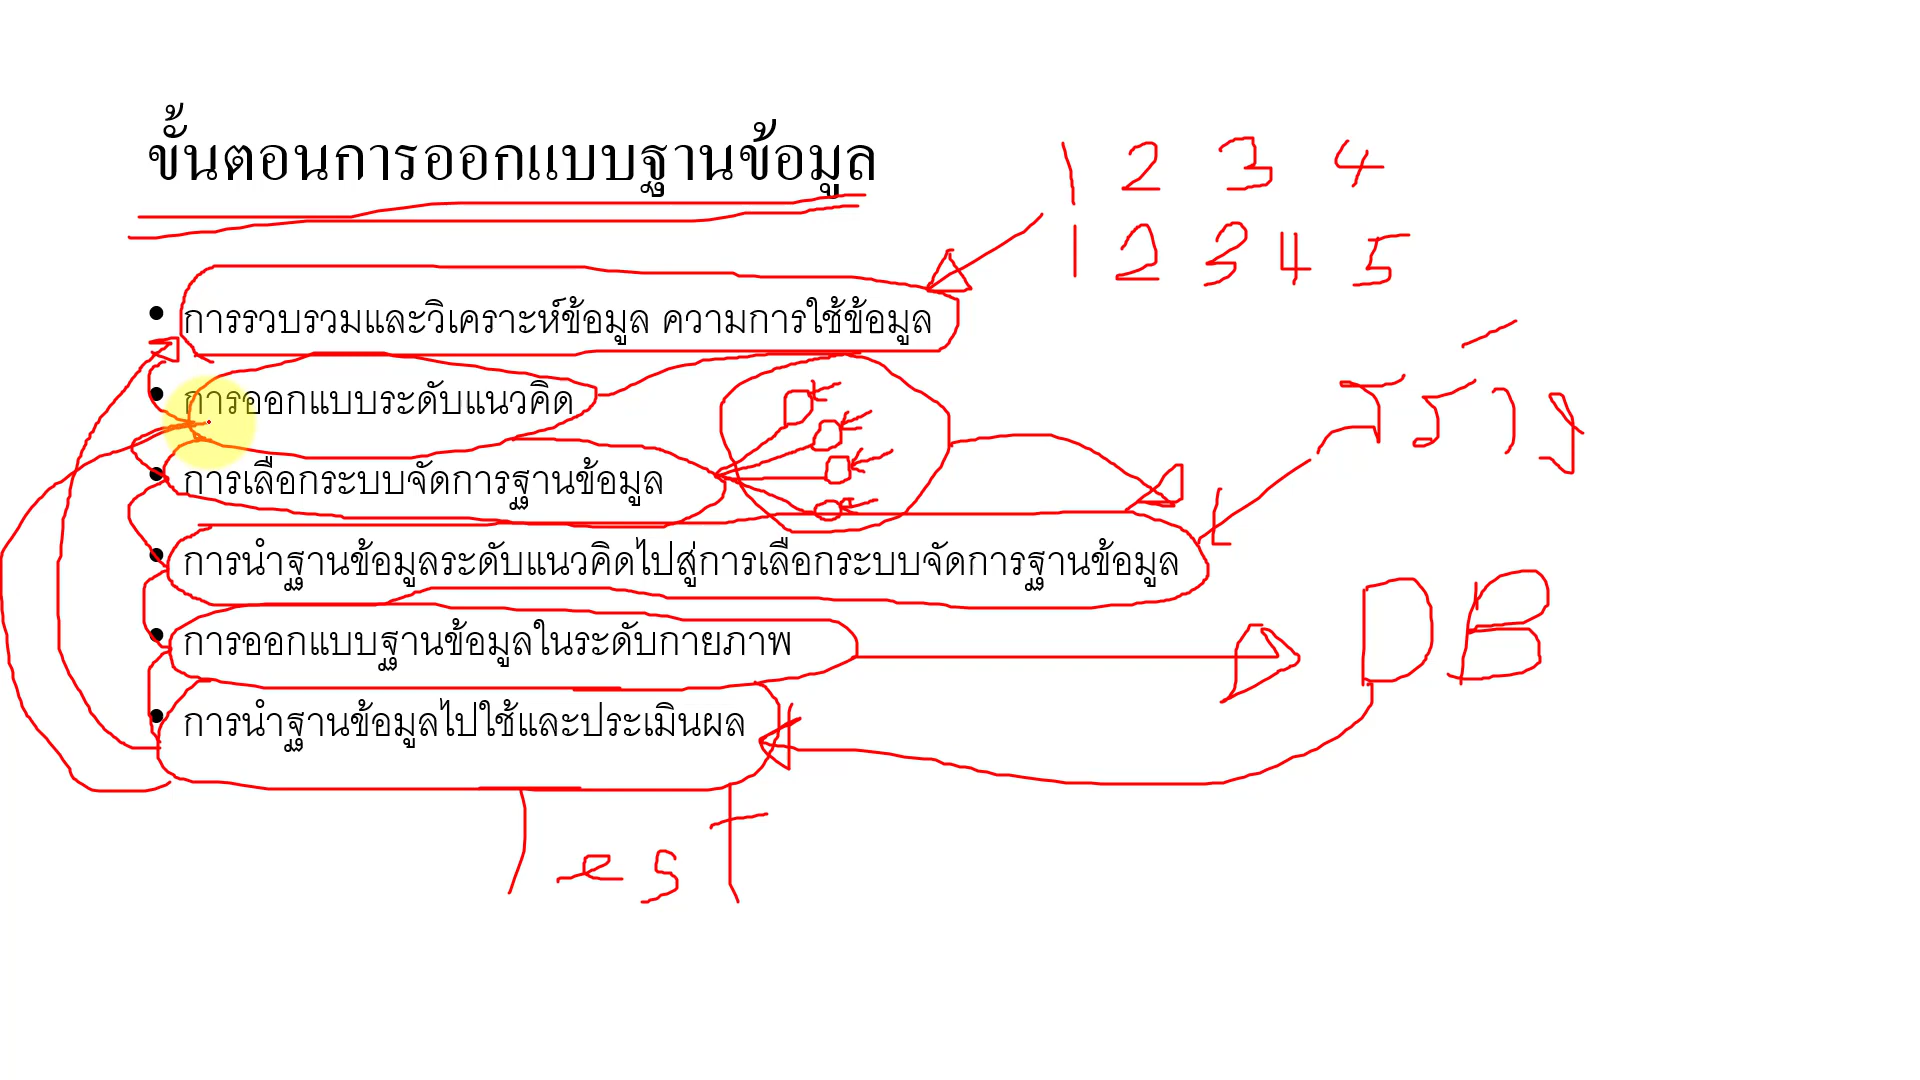 ขั้นตอนการออกแบบฐานข้อมูล
1 2 3 4
1 2 3 4 5
• การรวบรวมและวิเคราะห์ข้อมูล ความการใช้ข้อมูล
• การออกแบบระดับแนวคิด
• การเลือกระบบจัดการฐานข้อมูล
• การนำฐานข้อมูลระดับแนวคิดไปสู่การเลือกระบบจัดการฐานข้อมูล
• การออกแบบฐานข้อมูลในระดับกายภาพ
DB
• การนำฐานข้อมูลไปใช้และประเมินผล
Test